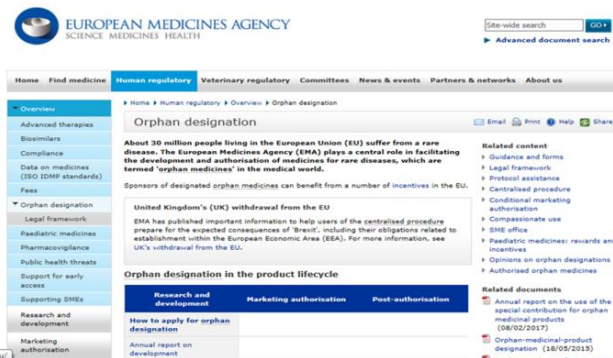 EUROPEAN MEDICINES AGENCY
SCIENCE MEDICINES HEALTH
Site-wide search
GO
Advanced document search
Home Find medicine Human regulatory Veterinary regulatory Committees News & events Partners & networks About us
Overview
Advanced therapies
Biosimilars
Compliance
Data on medicines
(ISO IDMP standards)
Fees
Orphan designation
Legal framework
Paediatric medicines
Pharmacovigilance
Public health threats
Support for early
access
Supporting SMEs
Research and
development
Marketing
authorisation
Home Human regulatory Overview Orphan designation
Orphan designation
Email Print Help Share
About 30 million people living in the European Union (EU) suffer from a rare
disease. The European Medicines Agency (EMA) plays a central role in facilitating
the development and authorisation of medicines for rare diseases, which are
termed 'orphan medicines' in the medical world.
Sponsors of designated orphan medicines can benefit from a number of incentives in the EU.
United Kingdom's (UK) withdrawal from the EU
EMA has published important information to help users of the centralised procedure
prepare for the expected consequences of 'Brexit', including their obligations related to
establishment within the European Economic Area (EEA). For more information, see
UK's withdrawal from the EU.
Orphan designation in the product lifecycle
Research and
development
Marketing authorisation
Post-authorisation
How to apply for orphan
designation
Annual report on
development
Related content
Guidance and forms
Legal framework
Protocol assistance
Centralised procedure
Conditional marketing
authorisation
Compassionate use
SME office
Paediatric medicines: rewards and
incentives
Opinions on orphan designations
Authorised orphan medicines
Related documents
Annual report on the use of the
special contribution for orphan
medicinal products
(08/02/2017)
Orphan-medicinal-product
designation (18/05/2015)